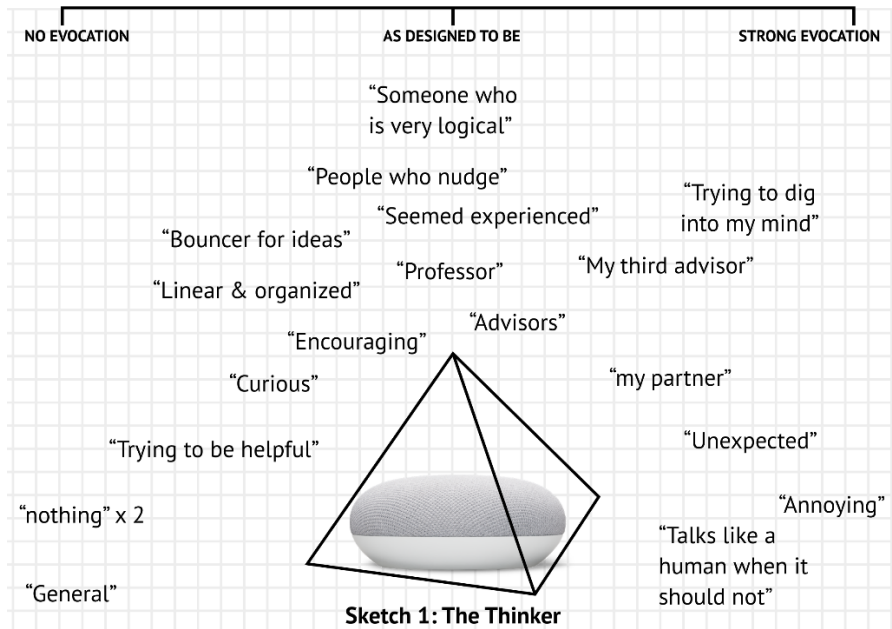 NO EVOCATION
AS DESIGNED TO BE
STRONG EVOCATION
“Someone who
is very logical”
“People who nudge”
“Trying to dig
into my mind”
“Seemed experienced”
“Bouncer for ideas”
“Professor”
“My third advisor”
“Linear & organized”
“Advisors”
“Encouraging”
“Curious”
“my partner”
“Trying to be helpful”
“Unexpected”
“Annoying”
“nothing” x 2
“Talks like a
human when it
should not”
“General”
Sketch 1: The Thinker